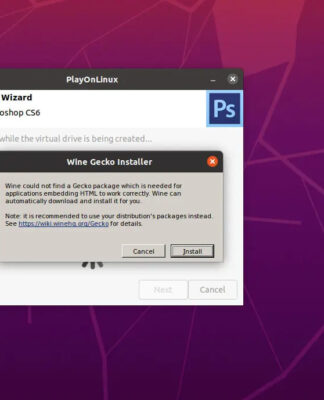 PlayOnLinux
Wizard
oshop CS6
Ps
while the virtual drive is being created...
Wine Gecko Installer
Wine could not find a Gecko package which is needed for
applications embedding HTML to work correctly. Wine can
automatically download and install it for you.
Note: it is recommended to use your distribution's packages instead.
See https://wiki.winehq.org/Gecko for details.
Cancel
Install
Next
Cancel